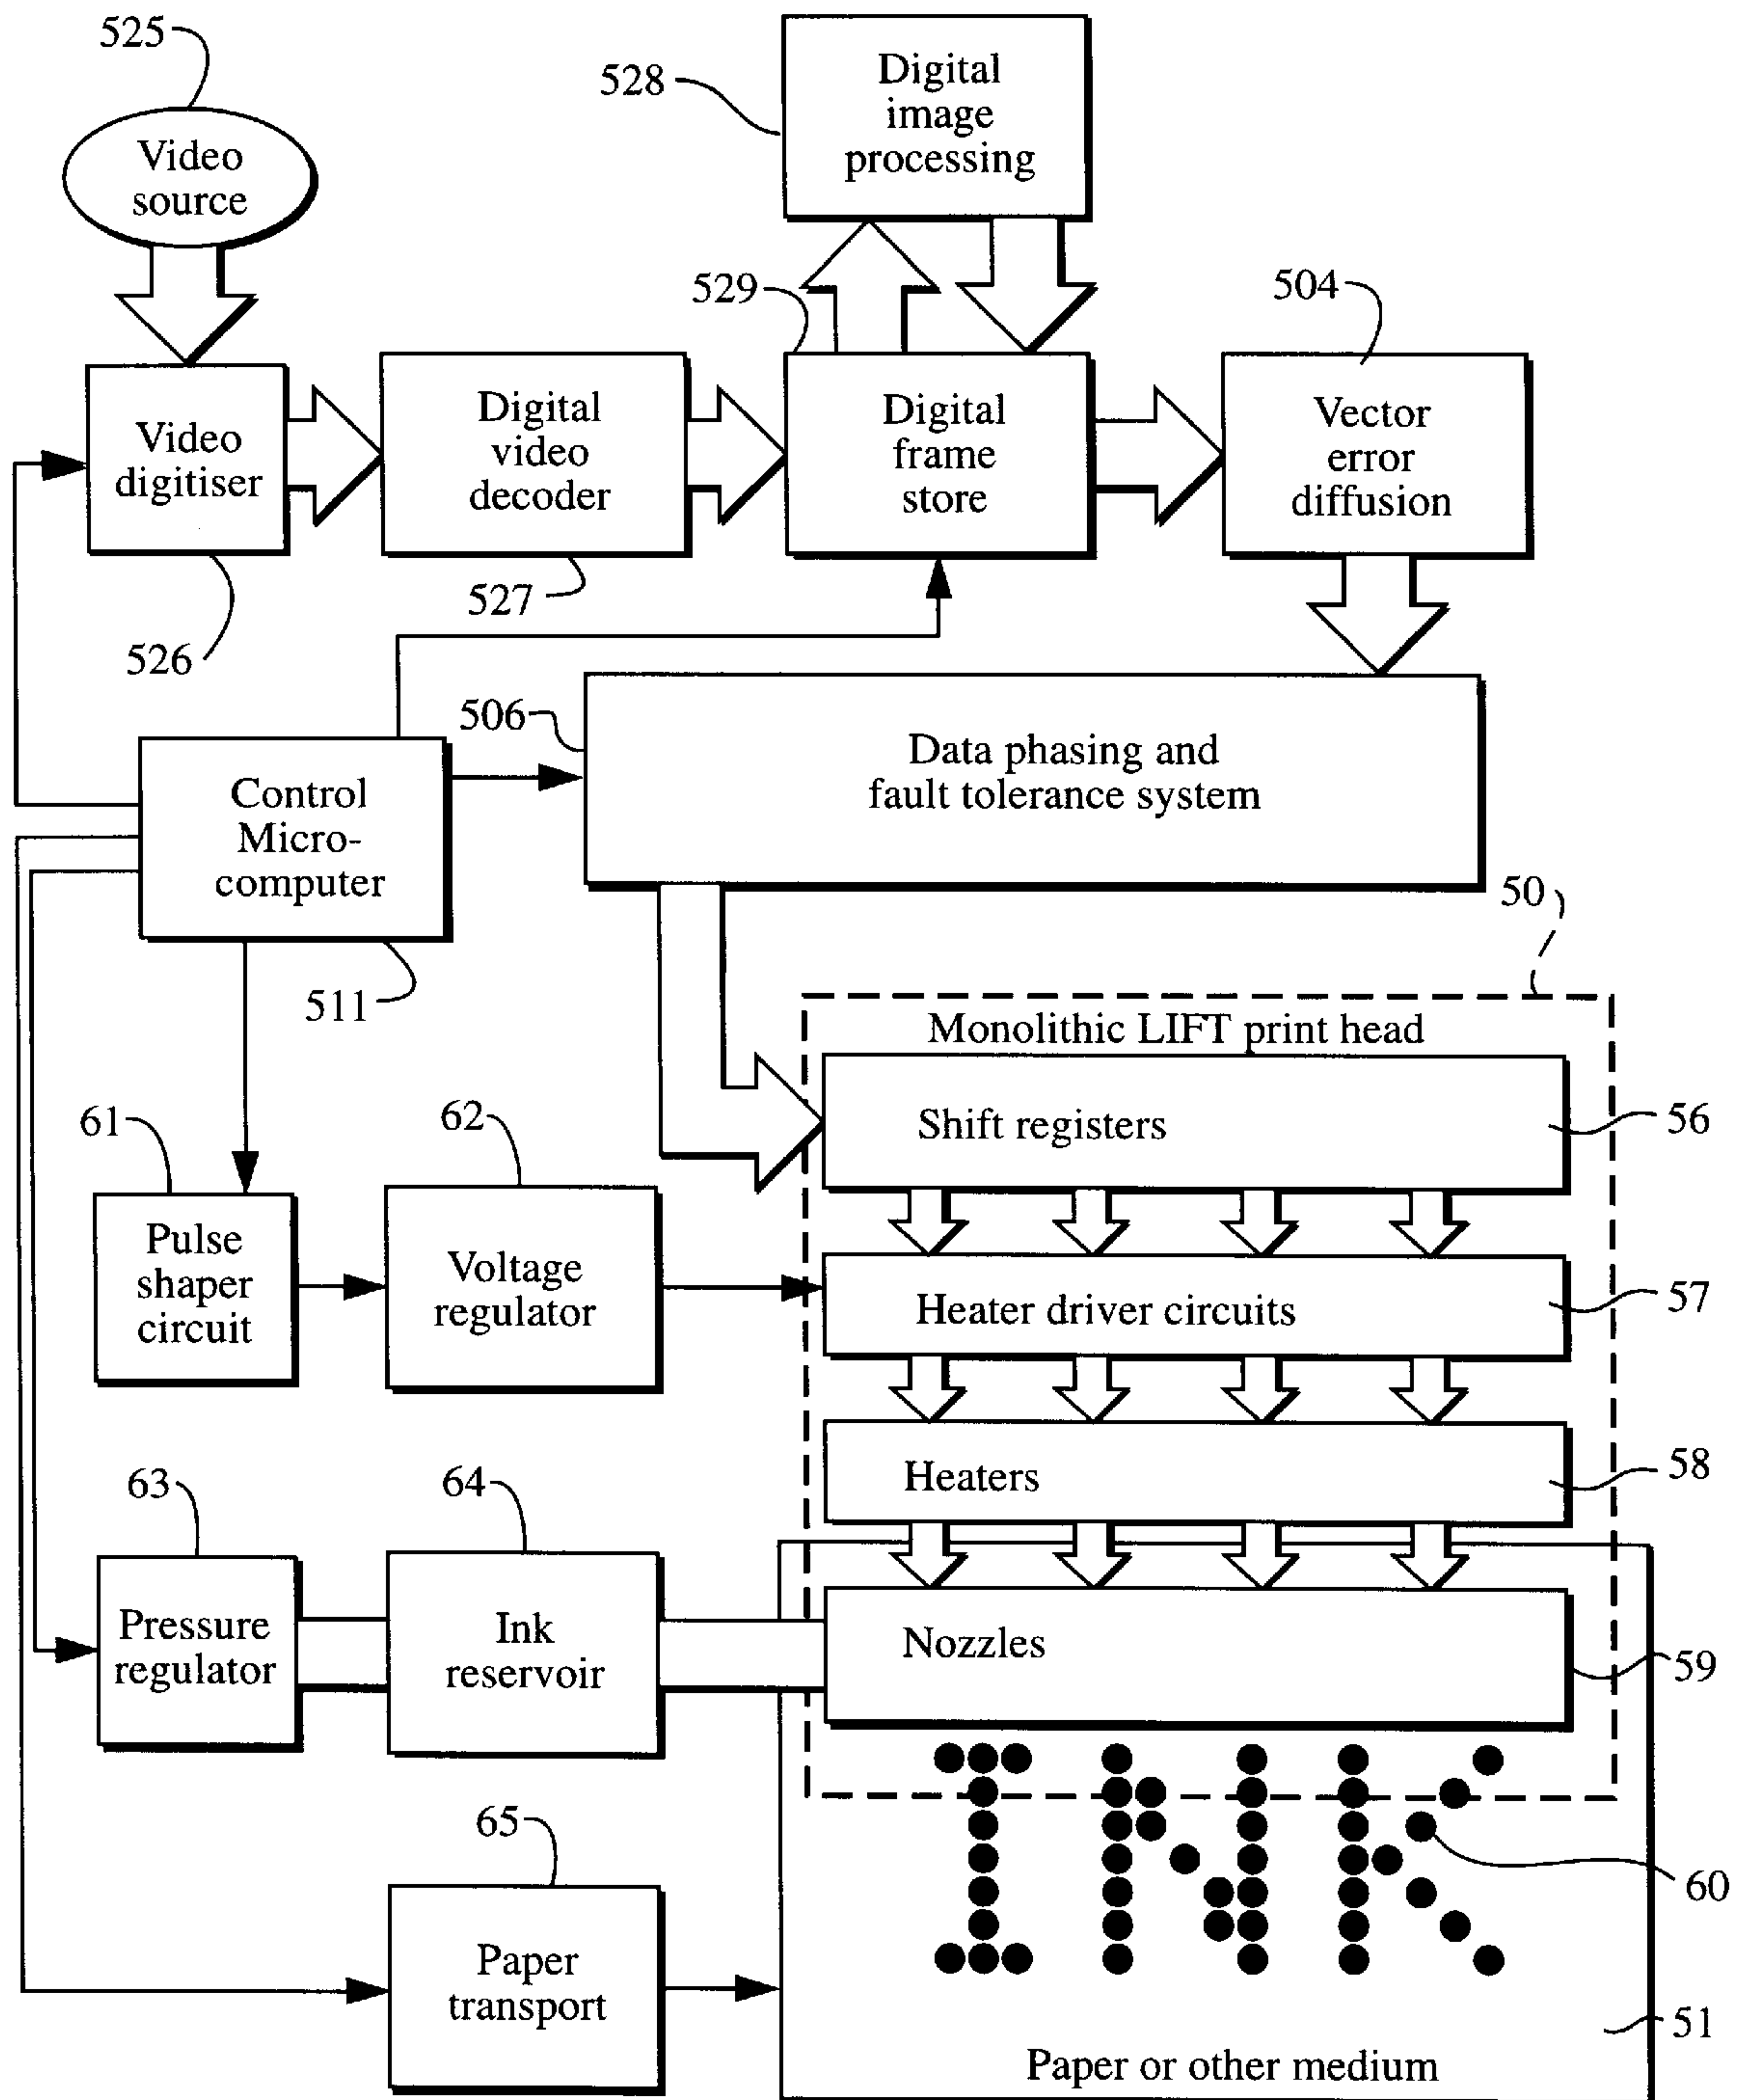 525
Video
source
528
Digital
image
processing
529
504
Video
digitiser
Digital
video
decoder
Digital
frame
store
Vector
error
diffusion
526
527
506
Data phasing and
fault tolerance system
Control
Micro-
computer
511
50
Monolithic LIFT print head
Shift registers
56
61
62
Pulse
shaper
circuit
Voltage
regulator
Heater driver circuits
57
Heaters
58
63
64
Pressure
regulator
Ink
reservoir
Nozzles
59
INK
60
65
Paper
transport
51
Paper or other medium